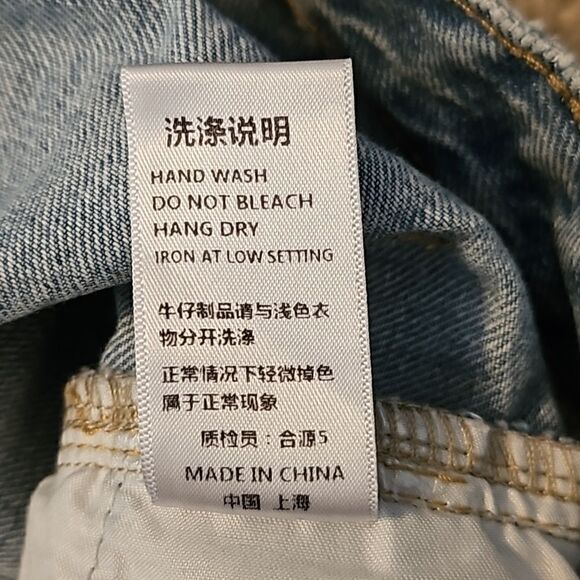 洗涤说明
HAND WASH
DO NOT BLEACH
HANG DRY
IRON AT LOW SETTING
牛仔制品请与浅色衣
物分开洗涤
正常情况下轻微掉色
属于正常现象
质检员：合源5
MADE IN CHINA
中国 上海